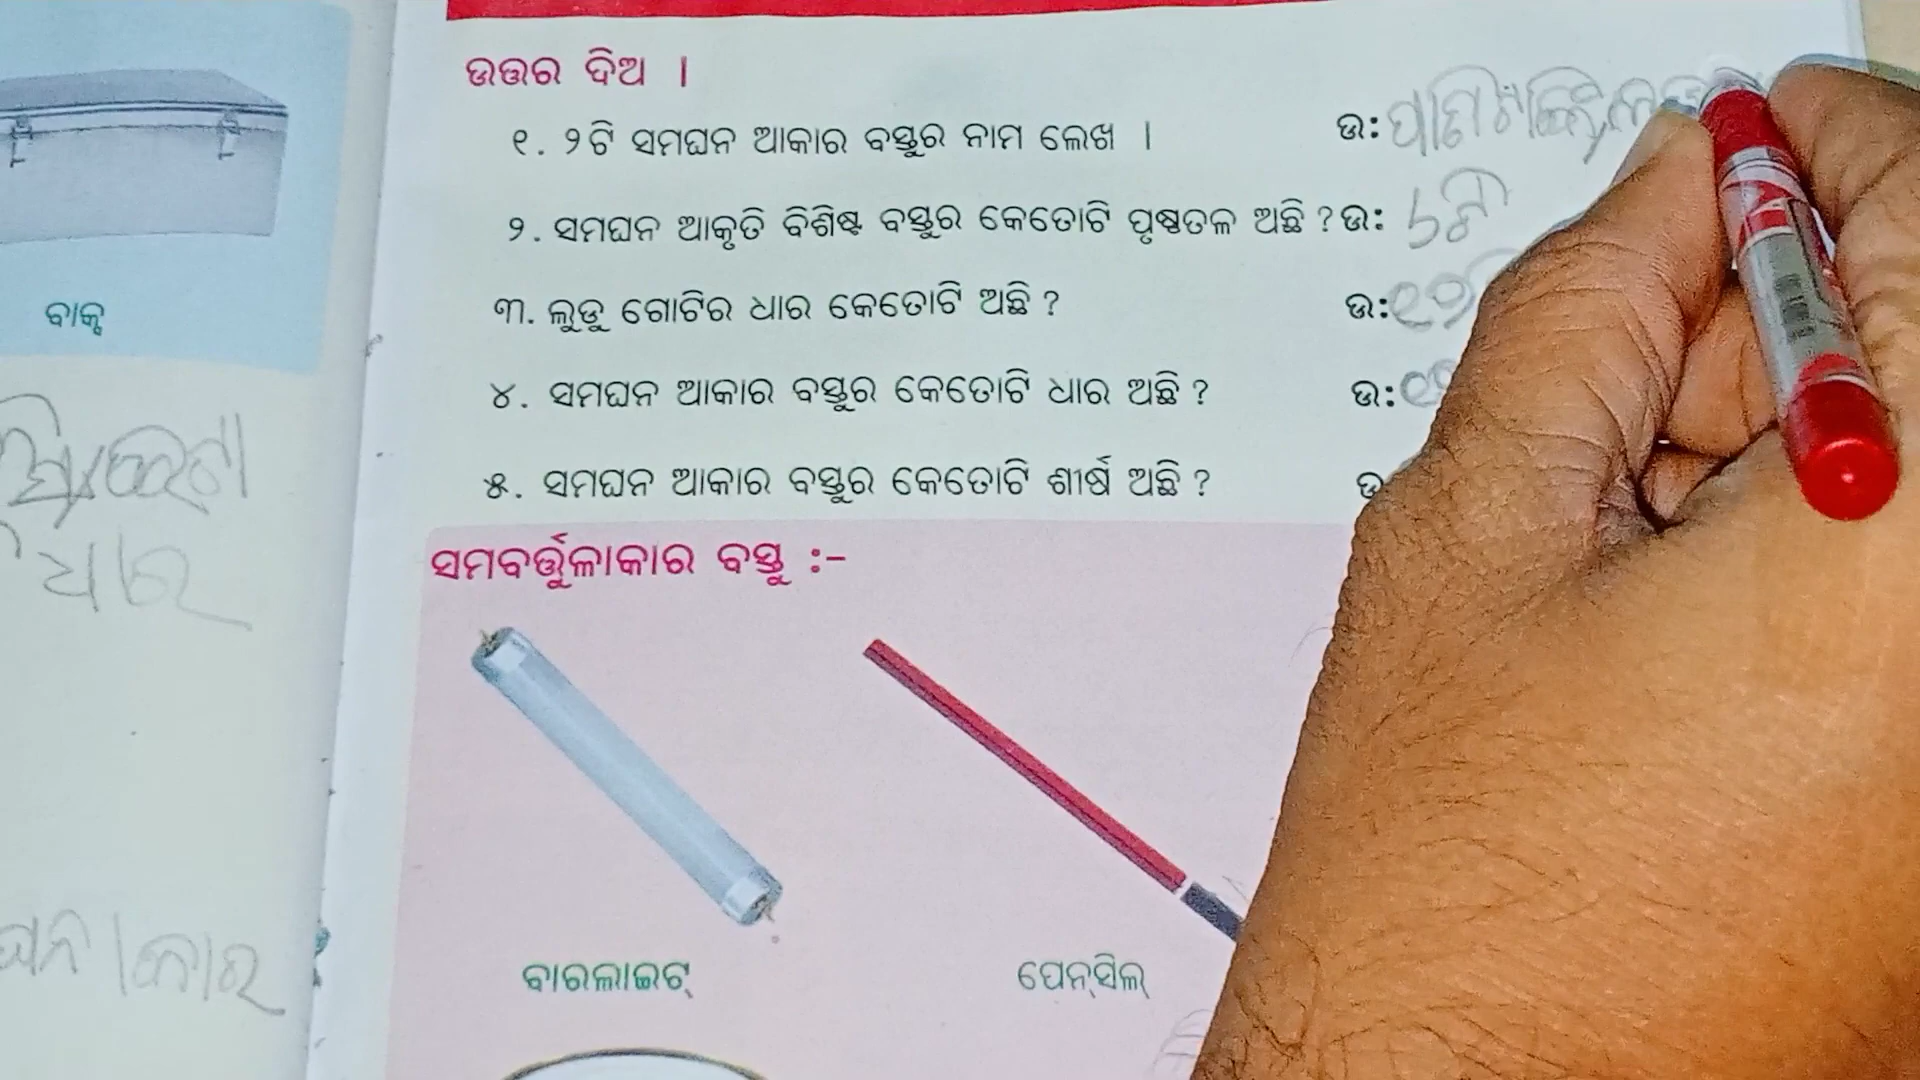 ବାକ୍ସ
ଧାର
ଉତ୍ତର ଦିଅ ।
୧. ୨ଟି ସମଘନ ଆକାର ବସ୍ତୁର ନାମ ଲେଖ । ଉ: ପାଣିଟାଙ୍କି,
୨. ସମଘନ ଆକୃତି ବିଶିଷ୍ଟ ବସ୍ତୁର କେତୋଟି ପୃଷ୍ଠତଳ ଅଛି ? ଉ: ୬ଟି
୩. ଲୁଡୁ ଗୋଟିର ଧାର କେତୋଟି ଅଛି ? ଉ: ୧୨
୪. ସମଘନ ଆକାର ବସ୍ତୁର କେତୋଟି ଧାର ଅଛି ? ଉ:
୫. ସମଘନ ଆକାର ବସ୍ତୁର କେତୋଟି ଶୀର୍ଷ ଅଛି ? ଉ
ସମବର୍ତ୍ତୁଳାକାର ବସ୍ତୁ :-
ବାରଲାଇଟ୍ ପେନ୍‌ସିଲ୍